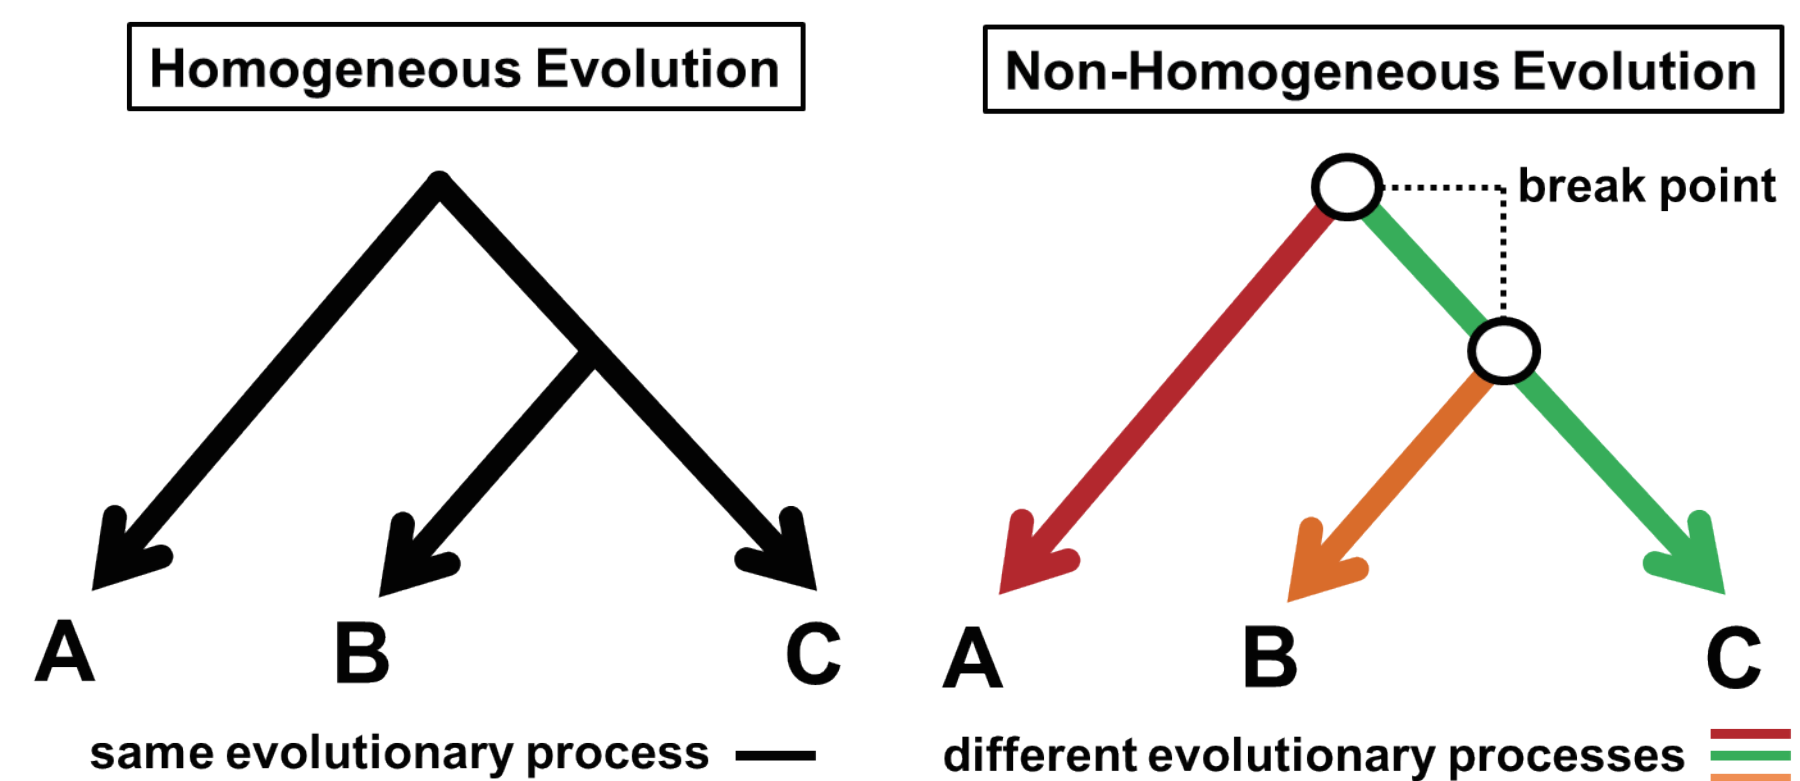 Homogeneous Evolution
A
B
C
same evolutionary process
Non-Homogeneous Evolution
break point
A
B
C
different evolutionary processes